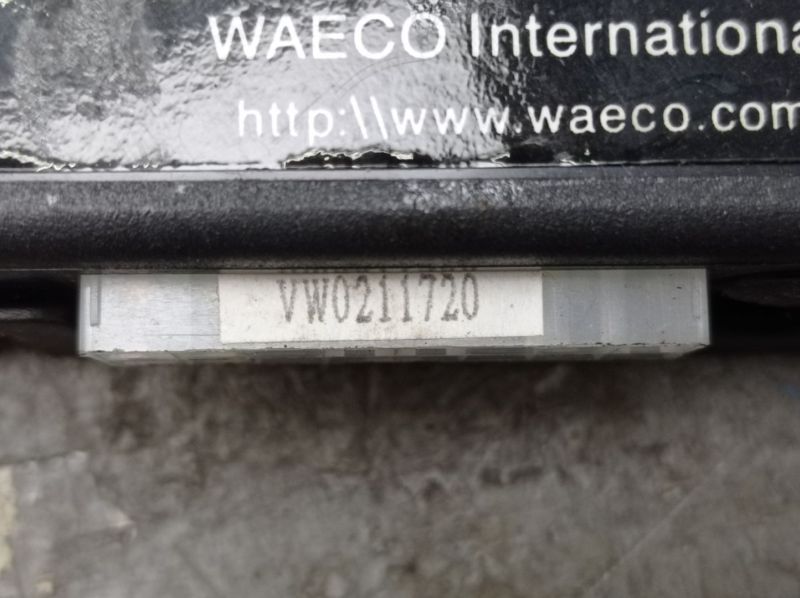 WAECO Internationa
http:\\www.waeco.com
VW0211720